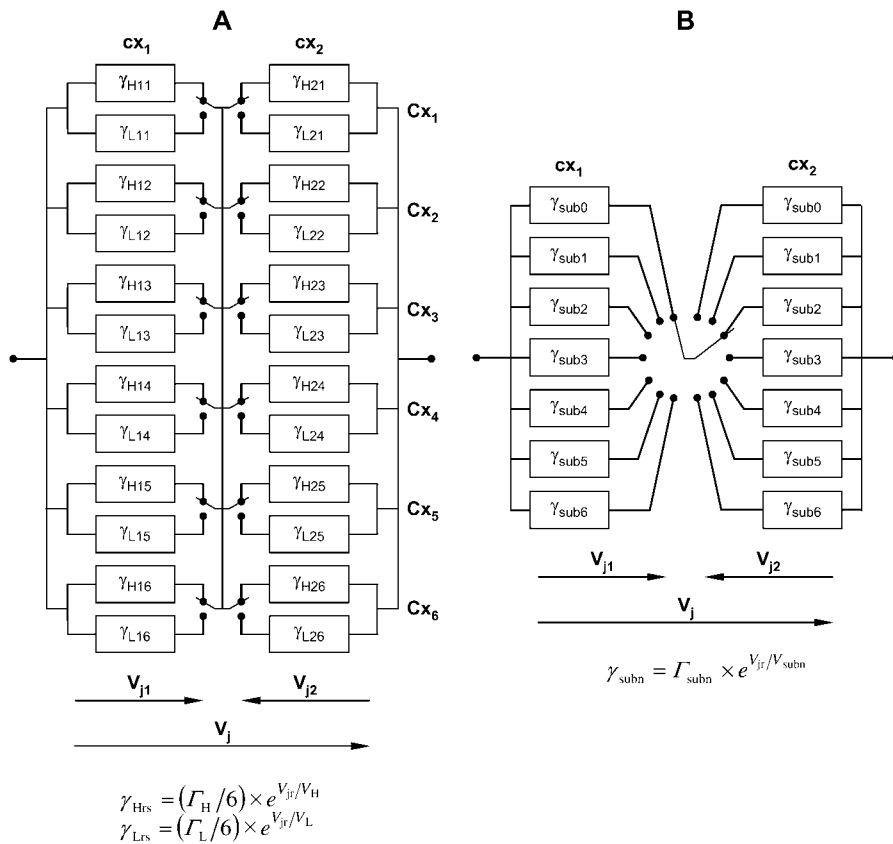 A
cx₁ cx₂
γH11 γH21
Cx₁
γL11 γL21
γH12 γH22
Cx₂
γL12 γL22
γH13 γH23
Cx₃
γL13 γL23
γH14 γH24
Cx₄
γL14 γL24
γH15 γH25
Cx₅
γL15 γL25
γH16 γH26
Cx₆
γL16 γL26
Vj1 Vj2
Vj
γHrs = (ΓH/6) × e^(Vjr/VH)
γLrs = (ΓL/6) × e^(Vjr/VL)
B
cx₁ cx₂
γsub0 γsub0
γsub1 γsub1
γsub2 γsub2
γsub3 γsub3
γsub4 γsub4
γsub5 γsub5
γsub6 γsub6
Vj1 Vj2
Vj
γsubn = Γsubn × e^(Vjr/Vsubn)